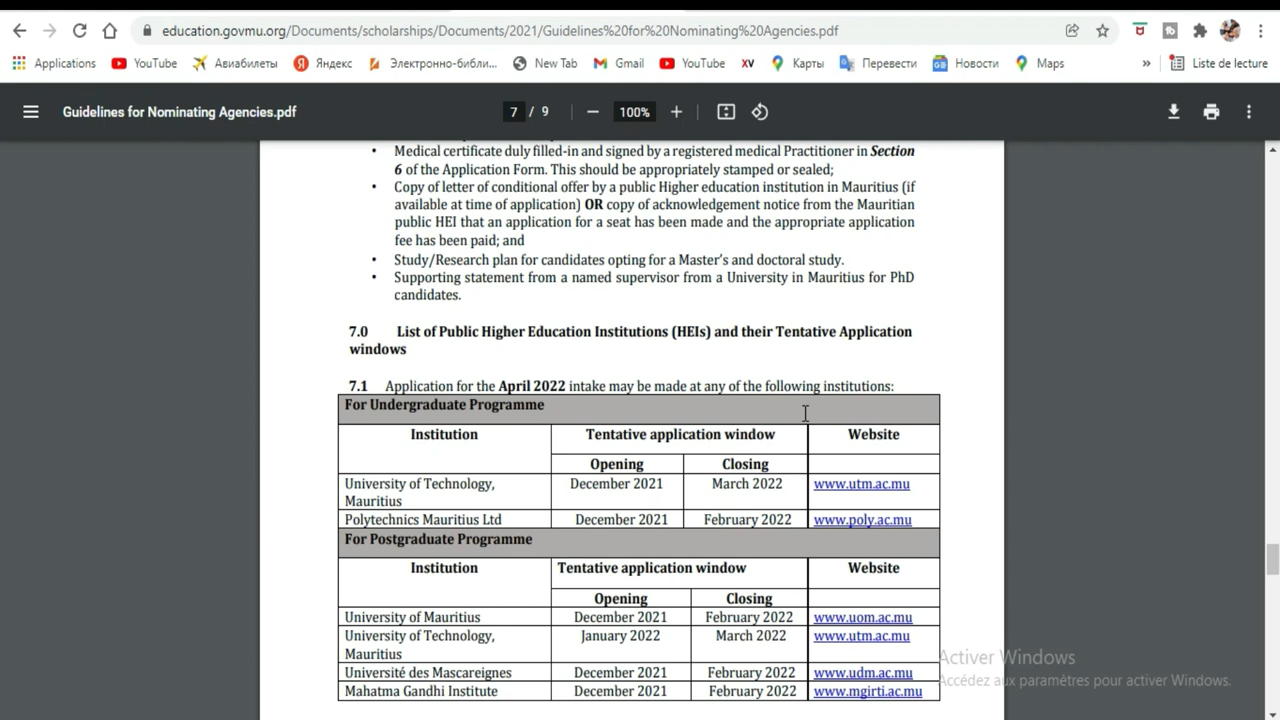 education.govmu.org/Documents/scholarships/Documents/2021/Guidelines%20for%20Nominating%20Agencies.pdf
Applications YouTube Авиабилеты Яндекс Электронно-библи... New Tab Gmail YouTube XV Карты Перевести Новости Maps » Liste de lecture
Guidelines for Nominating Agencies.pdf 7 / 9 100%
• Medical certificate duly filled-in and signed by a registered medical Practitioner in Section
6 of the Application Form. This should be appropriately stamped or sealed;
• Copy of letter of conditional offer by a public Higher education institution in Mauritius (if
available at time of application) OR copy of acknowledgement notice from the Mauritian
public HEI that an application for a seat has been made and the appropriate application
fee has been paid; and
• Study/Research plan for candidates opting for a Master's and doctoral study.
• Supporting statement from a named supervisor from a University in Mauritius for PhD
candidates.
7.0 List of Public Higher Education Institutions (HEIs) and their Tentative Application
windows
7.1 Application for the April 2022 intake may be made at any of the following institutions:
For Undergraduate Programme
Institution Tentative application window Website
Opening Closing
University of Technology, December 2021 March 2022 www.utm.ac.mu
Mauritius
Polytechnics Mauritius Ltd December 2021 February 2022 www.poly.ac.mu
For Postgraduate Programme
Institution Tentative application window Website
Opening Closing
University of Mauritius December 2021 February 2022 www.uom.ac.mu
University of Technology, January 2022 March 2022 www.utm.ac.mu
Mauritius
Université des Mascareignes December 2021 February 2022 www.udm.ac.mu
Mahatma Gandhi Institute December 2021 February 2022 www.mgirti.ac.mu
Activer Windows
Accédez aux paramètres pour activer Windows.